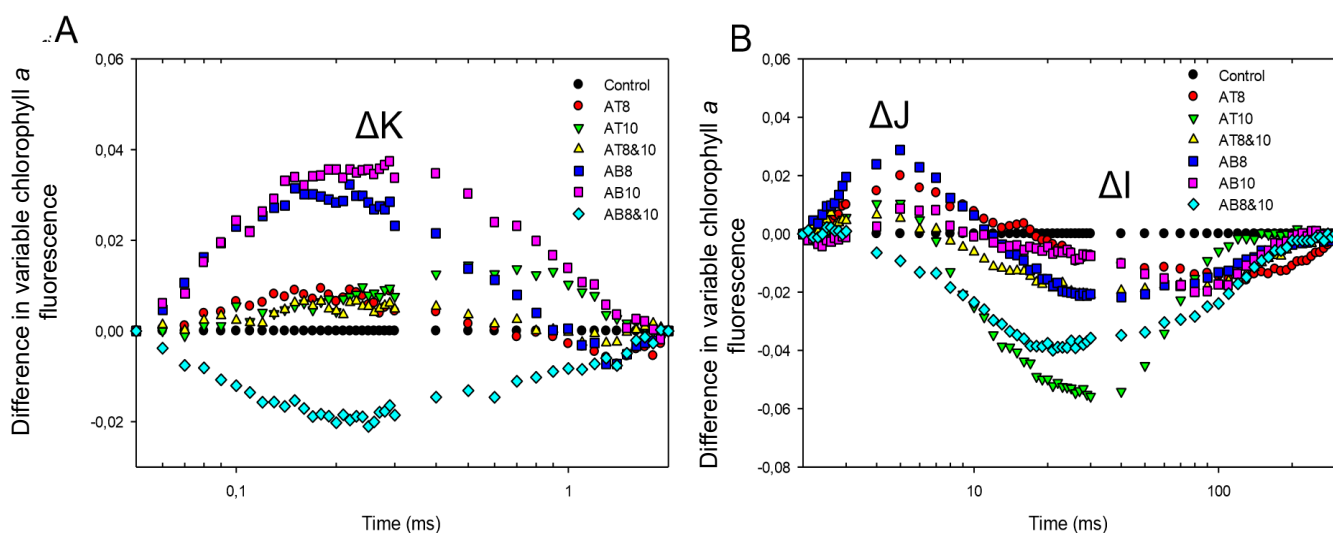 A
Difference in variable chlorophyll a
fluorescence
0,06
0,04
0,02
0,00
-0,02
ΔK
Control
AT8
AT10
AT8&10
AB8
AB10
AB8&10
0,1
1
Time (ms)
B
Difference in variable chlorophyll a
fuorescence
0,06
0,04
0,02
0,00
-0,02
-0,04
-0,06
-0,08
ΔJ
ΔI
Control
AT8
AT10
AT8&10
AB8
AB10
AB8&10
10
100
Time (ms)